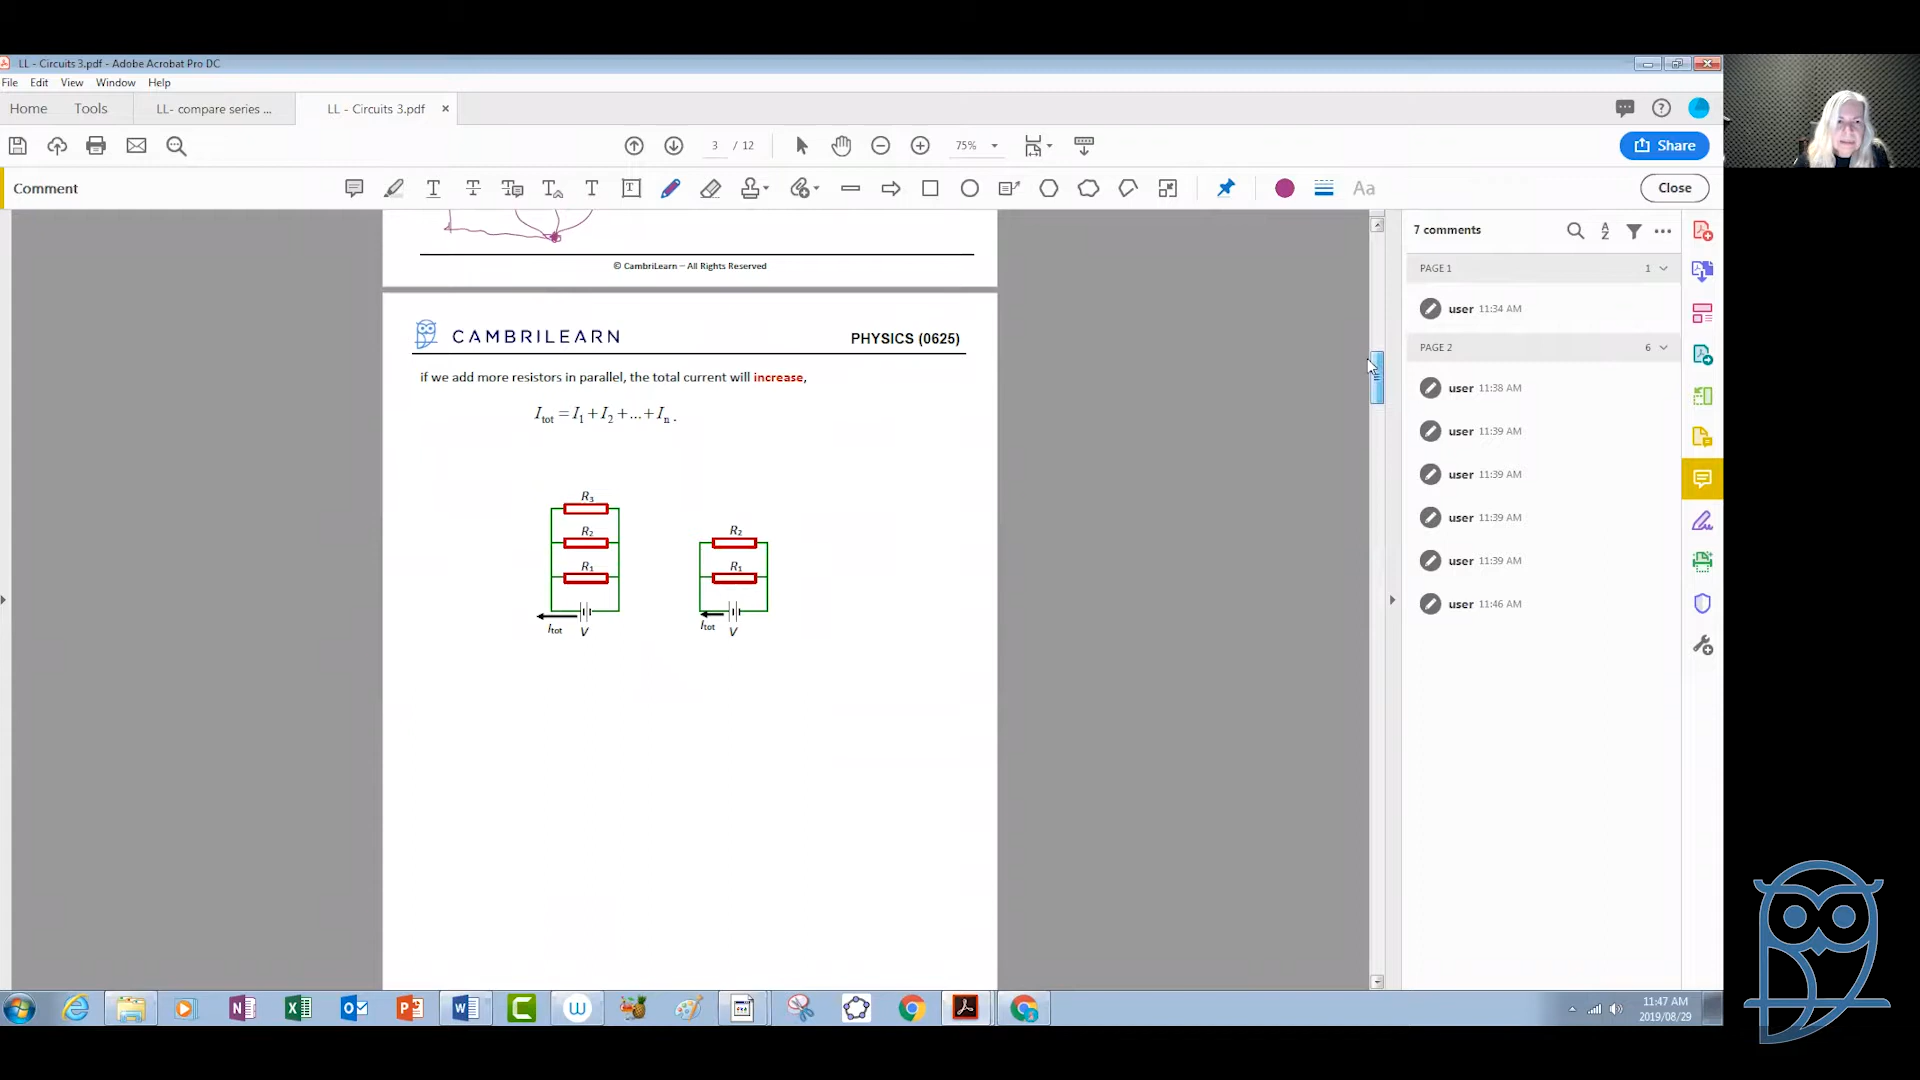 LL - Circuits 3.pdf - Adobe Acrobat Pro DC
File Edit View Window Help
Home Tools LL- compare series ... LL - Circuits 3.pdf ×
3 / 12 75% Share
Comment Aa Close
© CambriLearn – All Rights Reserved
CAMBRILEARN PHYSICS (0625)
if we add more resistors in parallel, the total current will increase,
I_tot = I_1 + I_2 + ... + I_n .
R3
R2 R2
R1 R1
Itot V Itot V
7 comments
PAGE 1 1
user 11:34 AM
PAGE 2 6
user 11:38 AM
user 11:39 AM
user 11:39 AM
user 11:39 AM
user 11:39 AM
user 11:46 AM
11:47 AM
2019/08/29